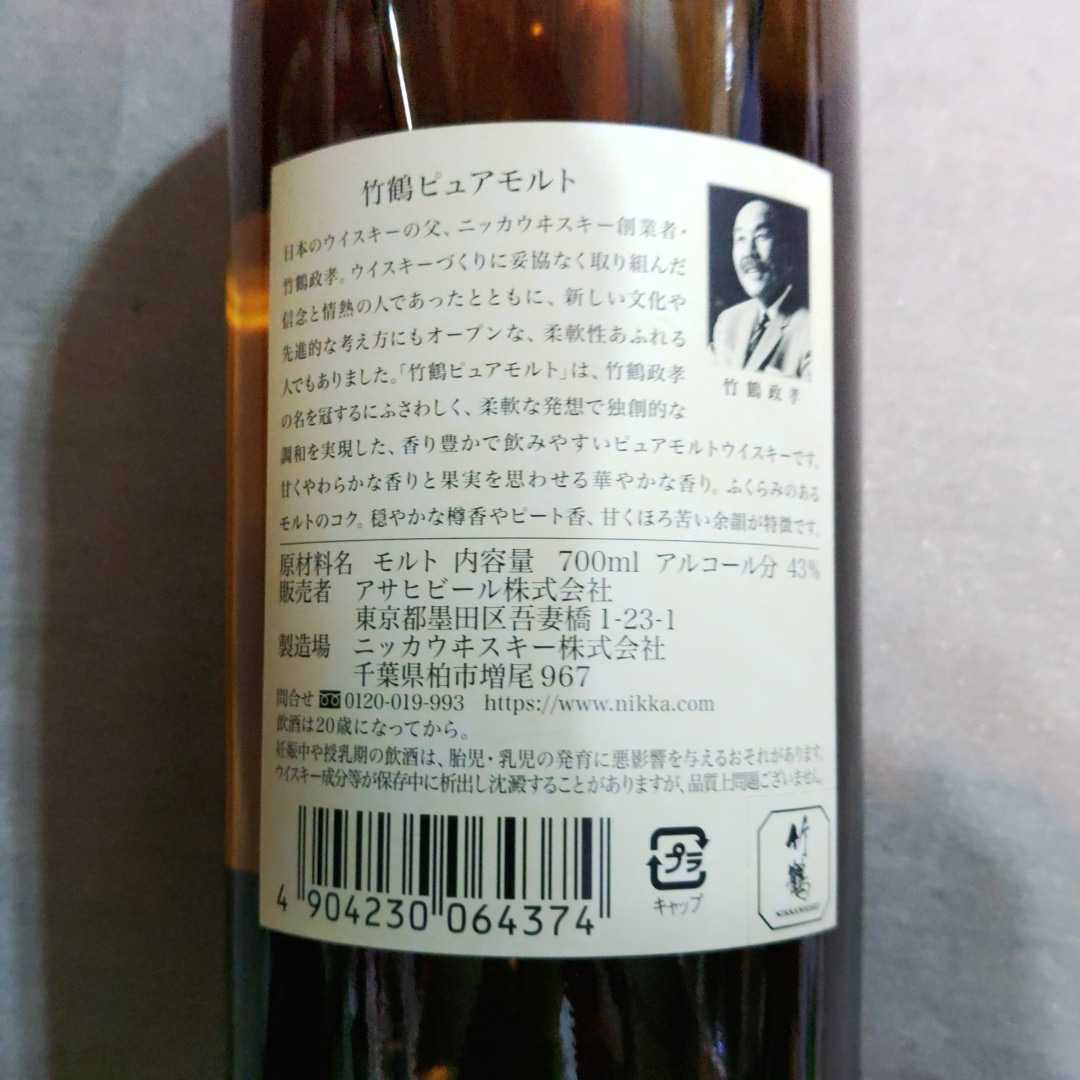 竹鶴ピュアモルト
日本のウイスキーの父、ニッカウヰスキー創業者・
竹鶴政孝。ウイスキーづくりに妥協なく取り組んだ
信念と情熱の人であったとともに、新しい文化や
先進的な考え方にもオープンな、柔軟性あふれる
人でもありました。「竹鶴ピュアモルト」は、竹鶴政孝
の名を冠するにふさわしく、柔軟な発想で独創的な
調和を実現した、香り豊かで飲みやすいピュアモルトウイスキーです。
甘くやわらかな香りと果実を思わせる華やかな香り。ふくらみのある
モルトのコク。穏やかな樽香やピート香、甘くほろ苦い余韻が特徴です。
竹鶴政孝
原材料名 モルト 内容量 700ml アルコール分 43%
販売者 アサヒビール株式会社
東京都墨田区吾妻橋1-23-1
製造場 ニッカウヰスキー株式会社
千葉県柏市増尾967
問合せ 0120-019-993 https://www.nikka.com
飲酒は20歳になってから。
妊娠中や授乳期の飲酒は、胎児・乳児の発育に悪影響を与えるおそれがあります。
ウイスキー成分等が保存中に析出し沈澱することがありますが、品質上問題ございません。
4 904230 064374
プラ
キャップ
竹鶴